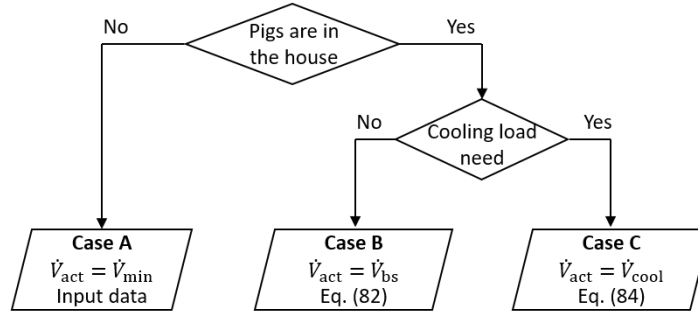 Pigs are in
the house
No
Yes
Cooling load
need
No
Yes
Case A
V̇act = V̇min
Input data
Case B
V̇act = V̇bs
Eq. (82)
Case C
V̇act = V̇cool
Eq. (84)